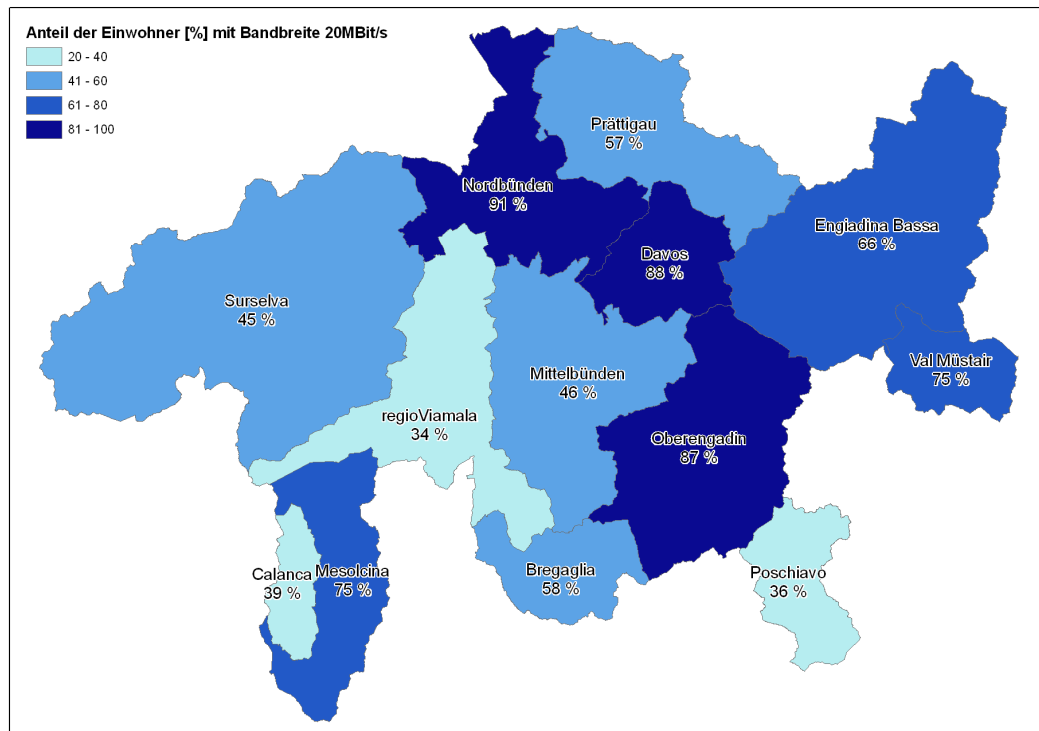 Anteil der Einwohner [%] mit Bandbreite 20MBit/s
20 - 40
41 - 60
61 - 80
81 - 100
Prättigau
57 %
Nordbünden
91 %
Engiadina Bassa
66 %
Davos
88 %
Surselva
45 %
Val Müstair
75 %
Mittelbünden
46 %
regioViamala
34 %
Oberengadin
87 %
Bregaglia
58 %
Poschiavo
36 %
Calanca
39 %
Mesolcina
75 %